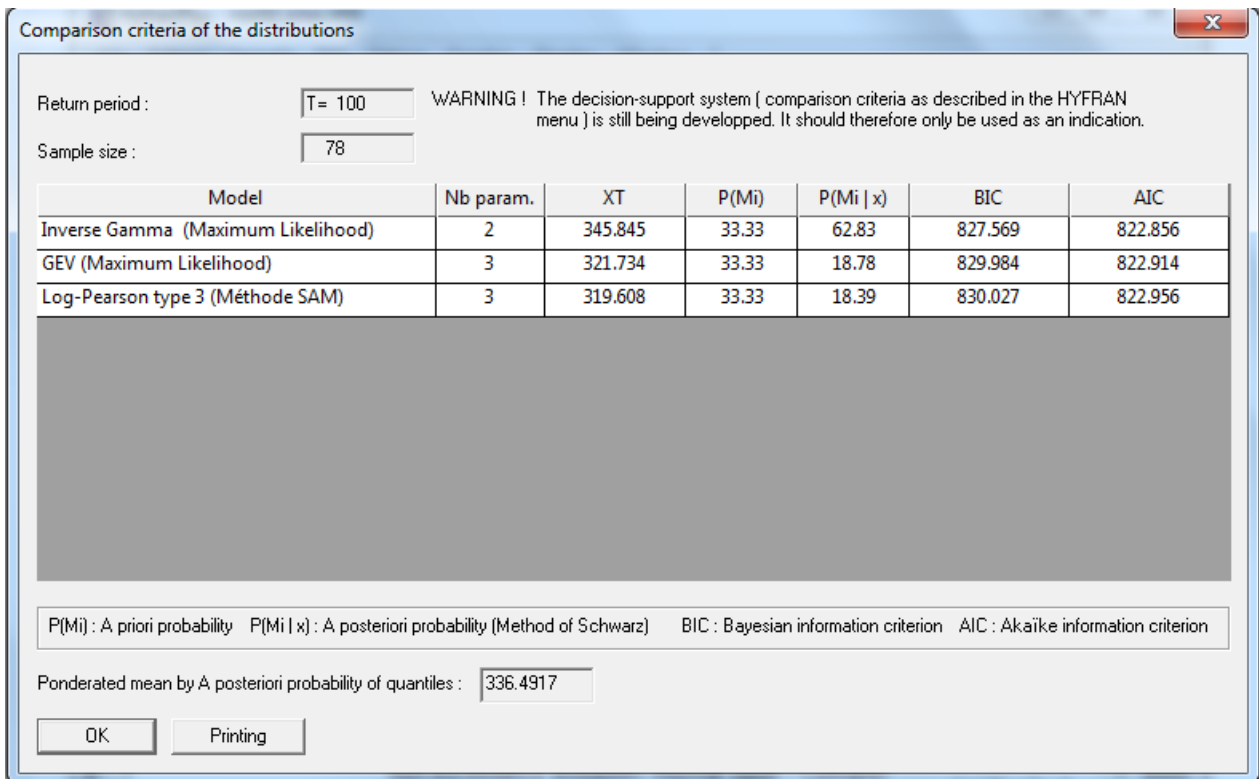 Comparison criteria of the distributions
x
Return period : T= 100 WARNING ! The decision-support system ( comparison criteria as described in the HYFRAN
menu ) is still being developped. It should therefore only be used as an indication.
Sample size : 78
Model Nb param. XT P(Mi) P(Mi | x) BIC AIC
Inverse Gamma (Maximum Likelihood) 2 345.845 33.33 62.83 827.569 822.856
GEV (Maximum Likelihood) 3 321.734 33.33 18.78 829.984 822.914
Log-Pearson type 3 (Méthode SAM) 3 319.608 33.33 18.39 830.027 822.956
P(Mi) : A priori probability P(Mi | x) : A posteriori probability (Method of Schwarz) BIC : Bayesian information criterion AIC : Akaïke information criterion
Ponderated mean by A posteriori probability of quantiles : 336.4917
OK Printing